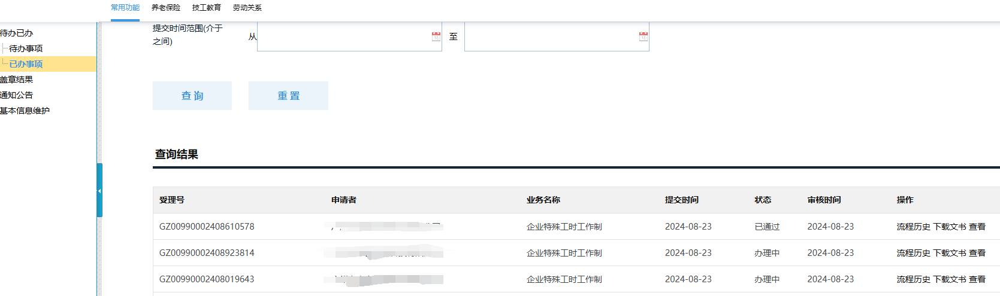 常用功能 养老保险 技工教育 劳动关系
待办已办
待办事项
已办事项
盖章结果
通知公告
基本信息维护
提交时间范围(介于
之间)
从 至
查 询 重 置
查询结果
受理号 申请者 业务名称 提交时间 状态 审核时间 操作
GZ00990002408610578 企业特殊工时工作制 2024-08-23 已通过 2024-08-23 流程历史 下载文书 查看
GZ00990002408923814 企业特殊工时工作制 2024-08-23 办理中 2024-08-23 流程历史 下载文书 查看
GZ00990002408019643 企业特殊工时工作制 2024-08-23 办理中 2024-08-23 流程历史 下载文书 查看